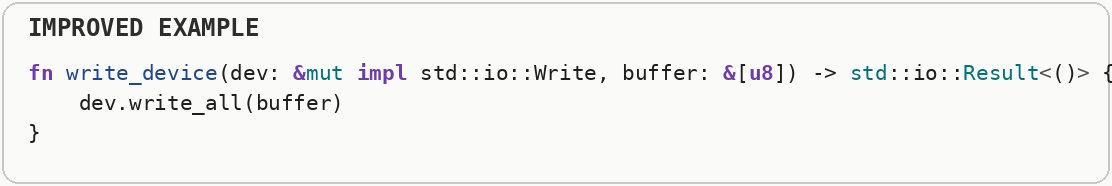 IMPROVED EXAMPLE
fn write_device(dev: &mut impl std::io::Write, buffer: &[u8]) -> std::io::Result<()> {
    dev.write_all(buffer)
}